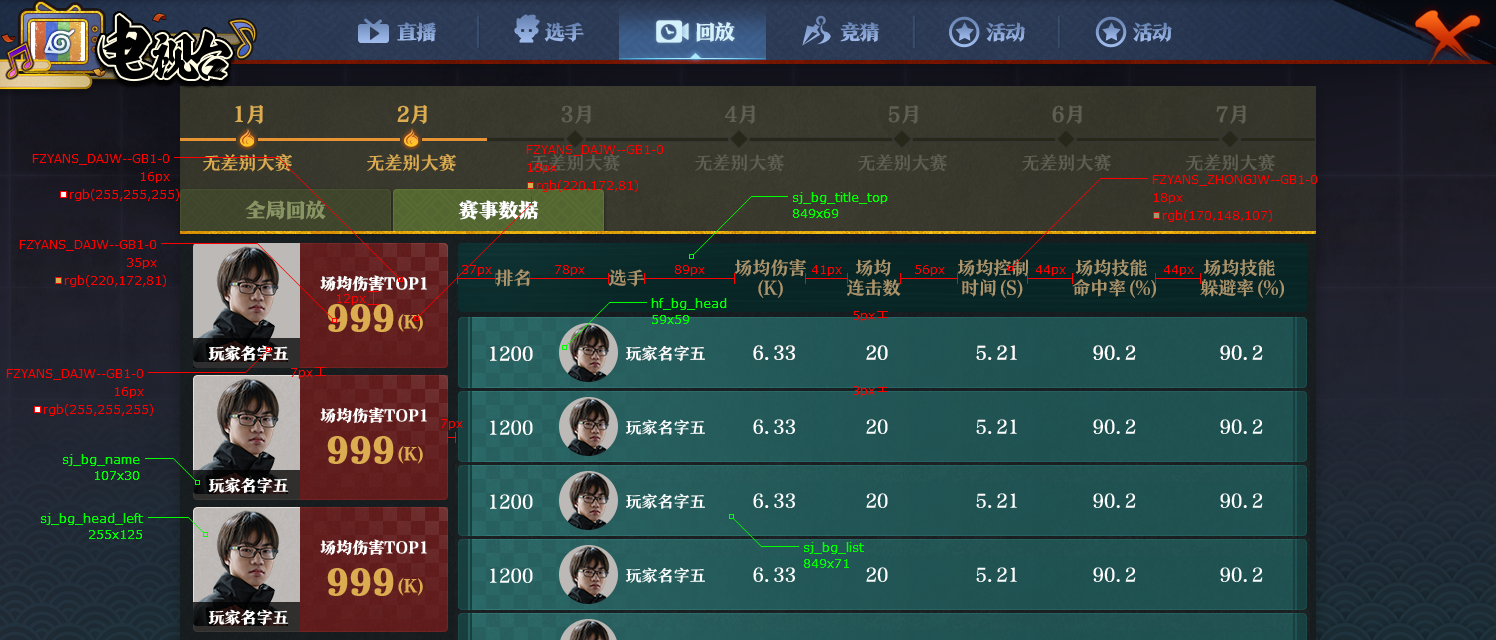 电视台
直播
选手
回放
竞猜
活动
活动
1月
2月
3月
4月
5月
6月
7月
无差别大赛
无差别大赛
无差别大赛
无差别大赛
无差别大赛
无差别大赛
无差别大赛
FZYANS_DAJW--GB1-0
16px
rgb(255,255,255)
FZYANS_DAJW--GB1-0
16px
rgb(220,172,81)
FZYANS_ZHONGJW--GB1-0
18px
rgb(170,148,107)
全局回放
赛事数据
sj_bg_title_top
849x69
FZYANS_DAJW--GB1-0
35px
rgb(220,172,81)
37px
78px
89px
41px
56px
44px
44px
排名
选手
场均伤害
(K)
场均
连击数
场均控制
时间(S)
场均技能
命中率(%)
场均技能
躲避率(%)
场均伤害TOP1
12px
999(K)
玩家名字五
hf_bg_head
59x59
5px
1200
玩家名字五
6.33
20
5.21
90.2
90.2
FZYANS_DAJW--GB1-0
16px
rgb(255,255,255)
7px
3px
场均伤害TOP1
999(K)
玩家名字五
7px
1200
玩家名字五
6.33
20
5.21
90.2
90.2
sj_bg_name
107x30
1200
玩家名字五
6.33
20
5.21
90.2
90.2
sj_bg_head_left
255x125
sj_bg_list
849x71
场均伤害TOP1
999(K)
玩家名字五
1200
玩家名字五
6.33
20
5.21
90.2
90.2